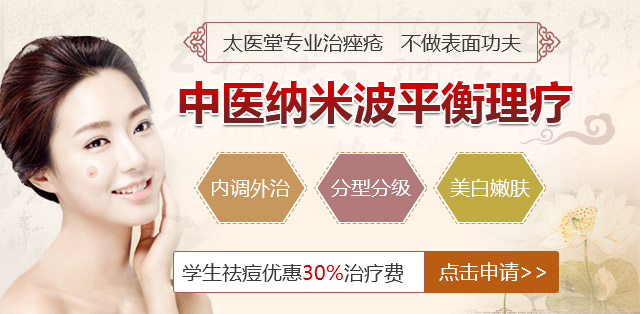 太医堂专业治痤疮 不做表面功夫
中医纳米波平衡理疗
内调外治 分型分级 美白嫩肤
学生祛痘优惠30%治疗费 点击申请>>